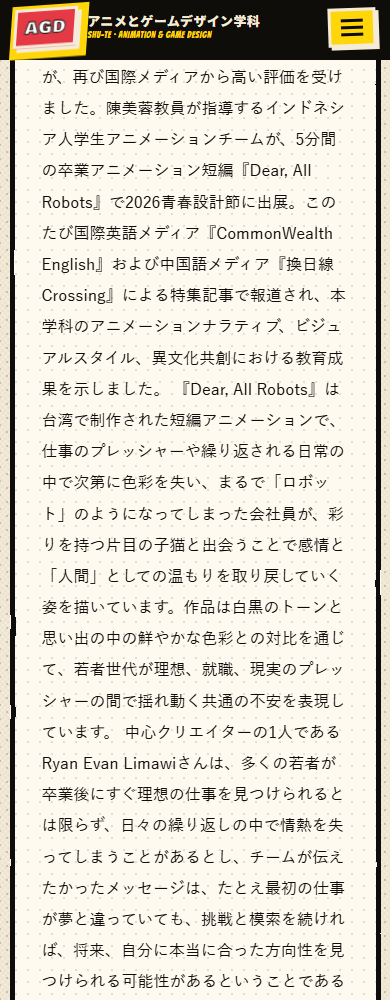 AGD
アニメとゲームデザイン学科
SHU-TE・ANIMATION & GAME DESIGN
が、再び国際メディアから高い評価を受け
ました。陳美蓉教員が指導するインドネシ
ア人学生アニメーションチームが、5分間
の卒業アニメーション短編『Dear, All
Robots』で2026青春設計節に出展。この
たび国際英語メディア『CommonWealth
English』および中国語メディア『換日線
Crossing』による特集記事で報道され、本
学科のアニメーションナラティブ、ビジュ
アルスタイル、異文化共創における教育成
果を示しました。 『Dear, All Robots』は
台湾で制作された短編アニメーションで、
仕事のプレッシャーや繰り返される日常の
中で次第に色彩を失い、まるで「ロボッ
ト」のようになってしまった会社員が、彩
りを持つ片目の子猫と出会うことで感情と
「人間」としての温もりを取り戻していく
姿を描いています。作品は白黒のトーンと
思い出の中の鮮やかな色彩との対比を通じ
て、若者世代が理想、就職、現実のプレッ
シャーの間で揺れ動く共通の不安を表現し
ています。 中心クリエイターの1人である
Ryan Evan Limawiさんは、多くの若者が
卒業後にすぐ理想の仕事を見つけられると
は限らず、日々の繰り返しの中で情熱を失
ってしまうことがあるとし、チームが伝え
たかったメッセージは、たとえ最初の仕事
が夢と違っていても、挑戦と模索を続けれ
ば、将来、自分に本当に合った方向性を見
つけられる可能性があるということである